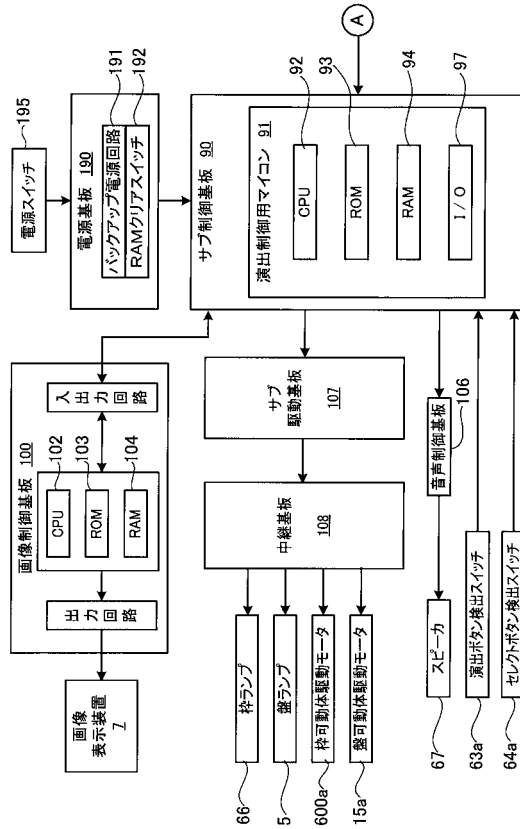 電源スイッチ
195
電源基板 190
バックアップ電源回路
191
RAMクリアスイッチ
192
サブ制御基板 90
演出制御用マイコン 91
CPU
92
ROM
93
RAM
94
I/O
97
A
画像制御基板 100
入出力回路
CPU
102
ROM
103
RAM
104
出力回路
画像
表示装置
7
サブ
駆動基板
107
中継基板
108
枠ランプ
66
盤ランプ
5
枠可動体駆動モータ
600a
盤可動体駆動モータ
15a
音声制御基板
106
スピーカ
67
演出ボタン検出スイッチ
63a
セレクトボタン検出スイッチ
64a